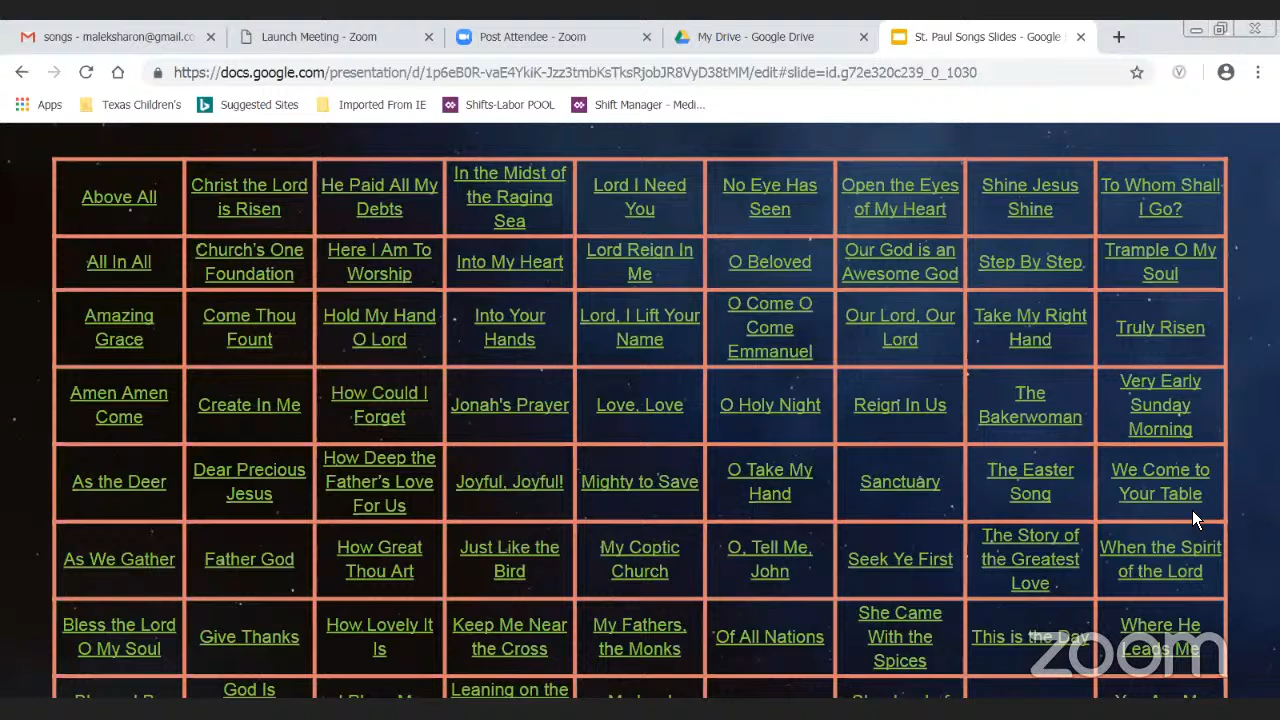 songs - maleksharon@gmail.co
Launch Meeting - Zoom
Post Attendee - Zoom
My Drive - Google Drive
St. Paul Songs Slides - Google
https://docs.google.com/presentation/d/1p6eB0R-vaE4YkiK-Jzz3tmbKsTksRjobJR8VyD38tMM/edit#slide=id.g72e320c239_0_1030
Apps
Texas Children's
Suggested Sites
Imported From IE
Shifts-Labor POOL
Shift Manager - Medi...
Above All
Christ the Lord
is Risen
He Paid All My
Debts
In the Midst of
the Raging
Sea
Lord I Need
You
No Eye Has
Seen
Open the Eyes
of My Heart
Shine Jesus
Shine
To Whom Shall
I Go?
All In All
Church's One
Foundation
Here I Am To
Worship
Into My Heart
Lord Reign In
Me
O Beloved
Our God is an
Awesome God
Step By Step
Trample O My
Soul
Amazing
Grace
Come Thou
Fount
Hold My Hand
O Lord
Into Your
Hands
Lord, I Lift Your
Name
O Come O
Come
Emmanuel
Our Lord, Our
Lord
Take My Right
Hand
Truly Risen
Amen Amen
Come
Create In Me
How Could I
Forget
Jonah's Prayer
Love, Love
O Holy Night
Reign In Us
The
Bakerwoman
Very Early
Sunday
Morning
As the Deer
Dear Precious
Jesus
How Deep the
Father's Love
For Us
Joyful, Joyful!
Mighty to Save
O Take My
Hand
Sanctuary
The Easter
Song
We Come to
Your Table
As We Gather
Father God
How Great
Thou Art
Just Like the
Bird
My Coptic
Church
O, Tell Me,
John
Seek Ye First
The Story of
the Greatest
Love
When the Spirit
of the Lord
Bless the Lord
O My Soul
Give Thanks
How Lovely It
Is
Keep Me Near
the Cross
My Fathers,
the Monks
Of All Nations
She Came
With the
Spices
This is the Day
Where He
Leads Me
God Is
Leaning on the
zoom